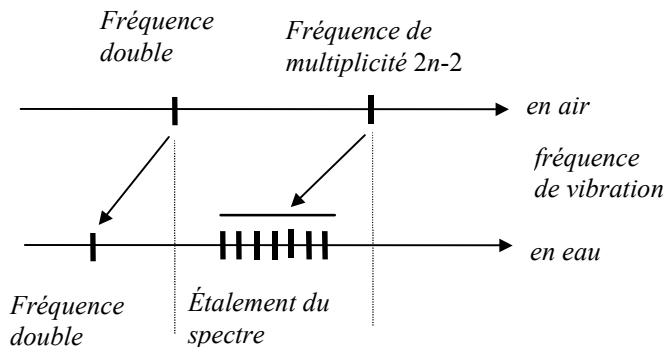 Fréquence
double
Fréquence de
multiplicité 2n-2
en air
fréquence
de vibration
en eau
Fréquence
double
Étalement du
spectre